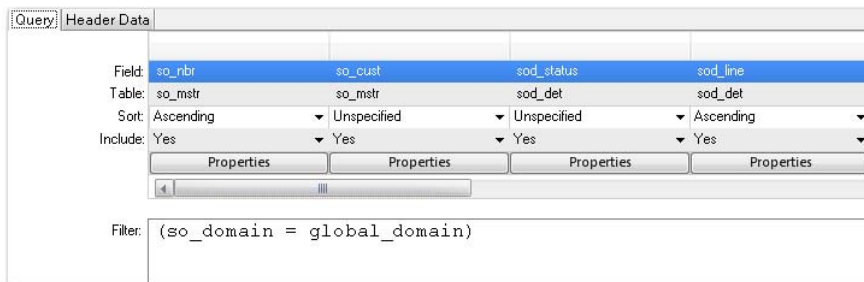 Query Header Data
Field: so_nbr so_cust sod_status sod_line
Table: so_mstr so_mstr sod_det sod_det
Sort: Ascending Unspecified Unspecified Ascending
Include: Yes Yes Yes Yes
Properties Properties Properties Properties
Filter: (so_domain = global_domain)